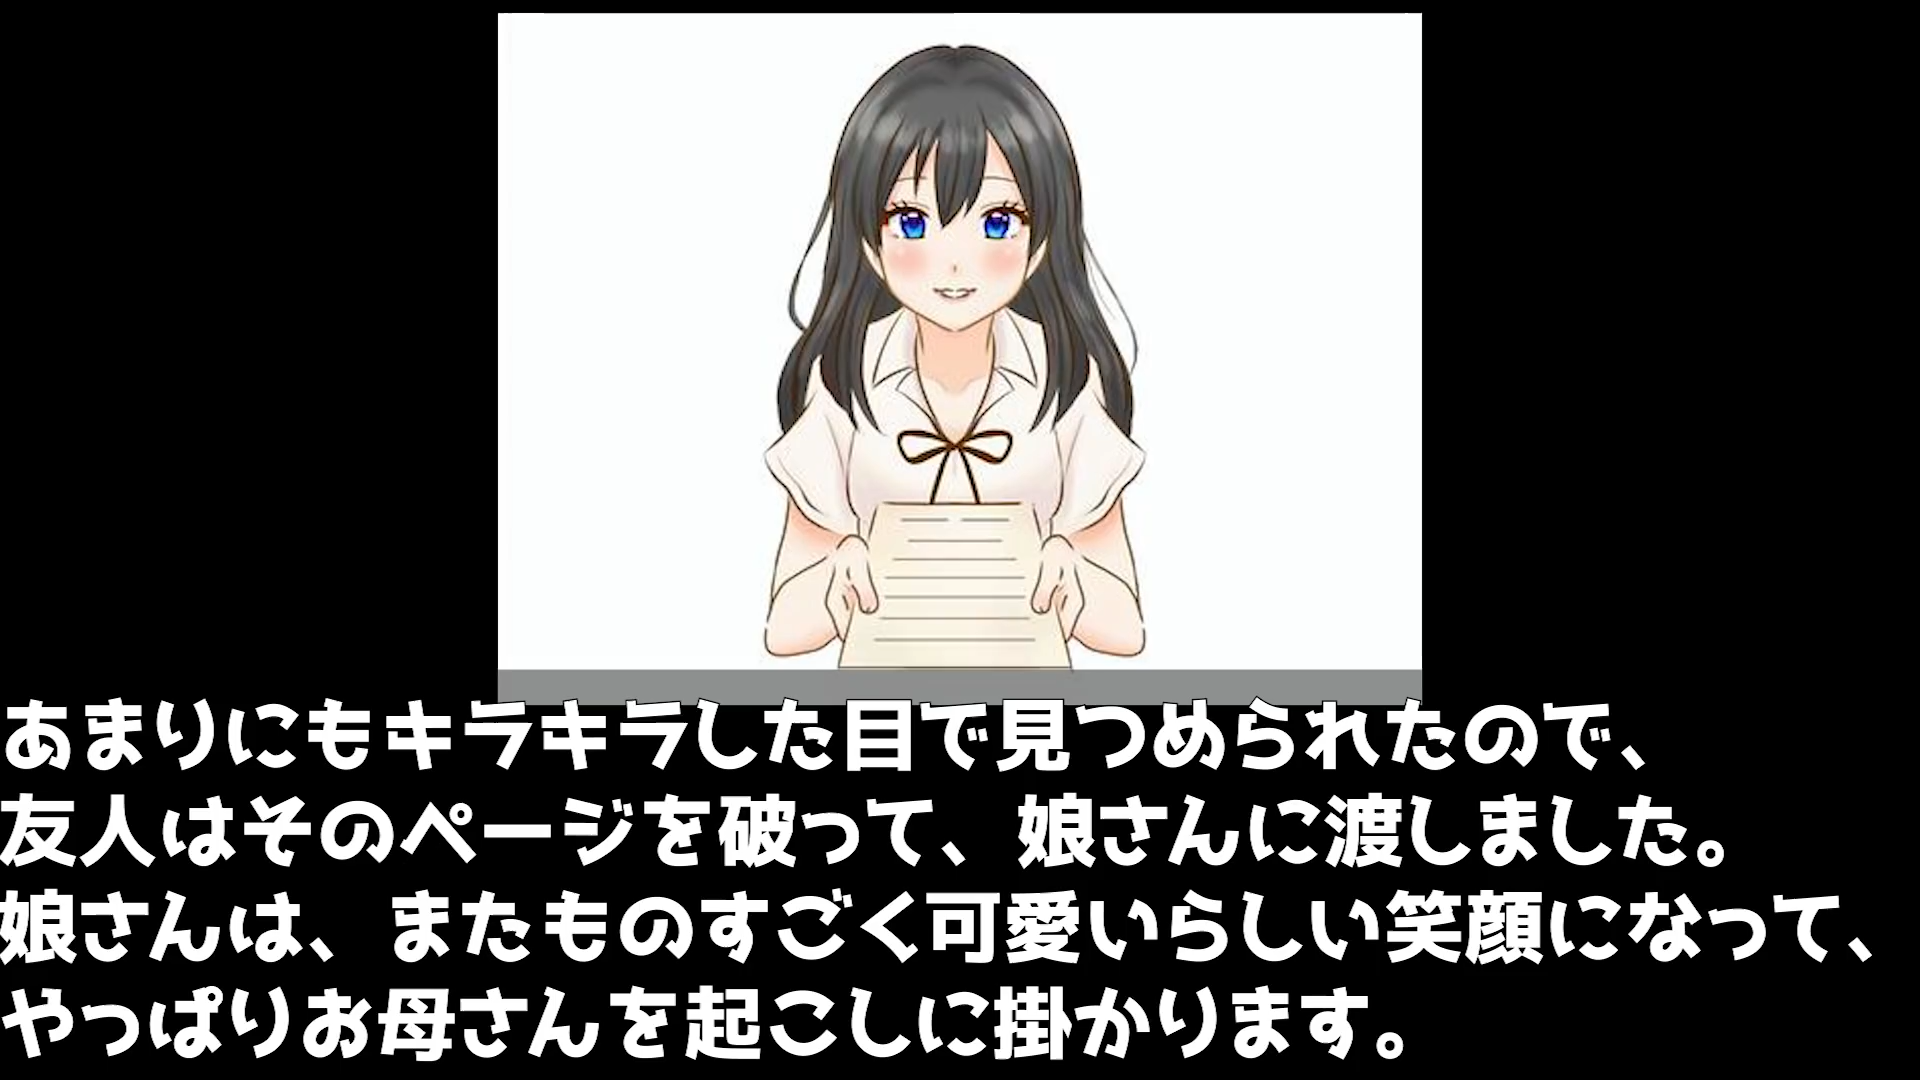 あまりにもキラキラした目で見つめられたので、
友人はそのページを破って、娘さんに渡しました。
娘さんは、またものすごく可愛いらしい笑顔になって、
やっぱりお母さんを起こしに掛かります。